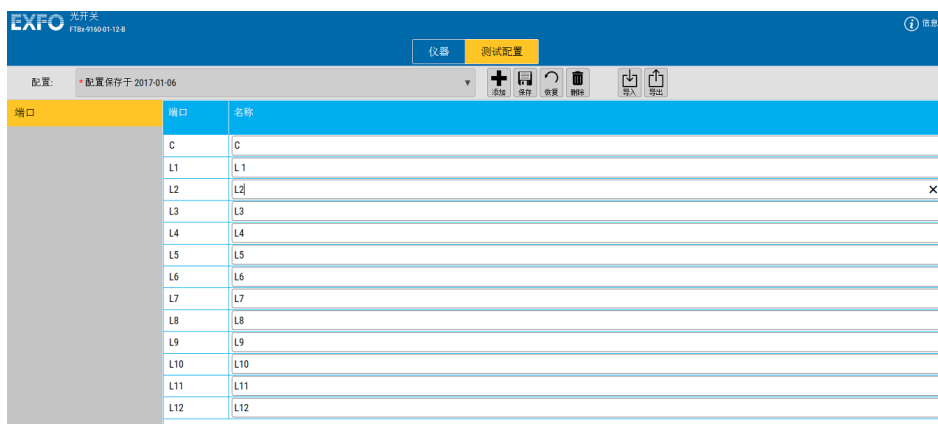 EXFO 光开关
FTBx-9160-01-12-B
信息
仪器 测试配置
配置: *配置保存于 2017-01-06
添加 保存 恢复 删除 导入 导出
端口 端口 名称
C C
L1 L 1
L2 L2
L3 L3
L4 L4
L5 L5
L6 L6
L7 L7
L8 L8
L9 L9
L10 L10
L11 L11
L12 L12